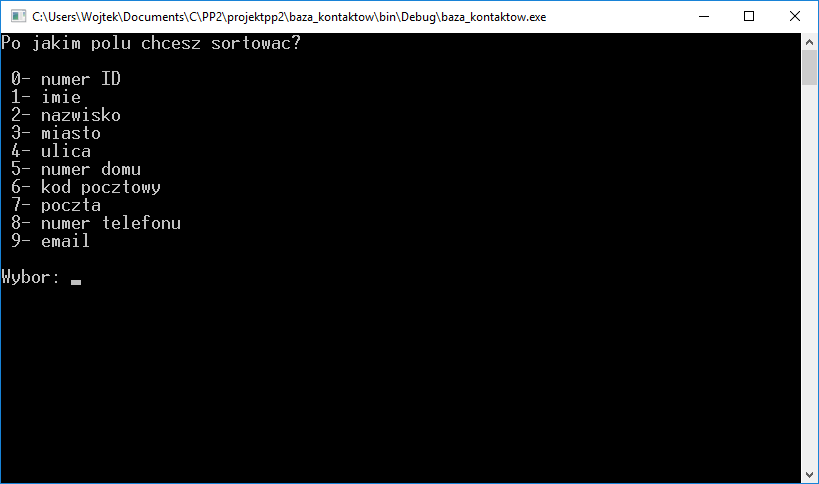 C:\Users\Wojtek\Documents\C\PP2\projektpp2\baza_kontaktow\bin\Debug\baza_kontaktow.exe
Po jakim polu chcesz sortowac?
0- numer ID
1- imie
2- nazwisko
3- miasto
4- ulica
5- numer domu
6- kod pocztowy
7- poczta
8- numer telefonu
9- email
Wybor: